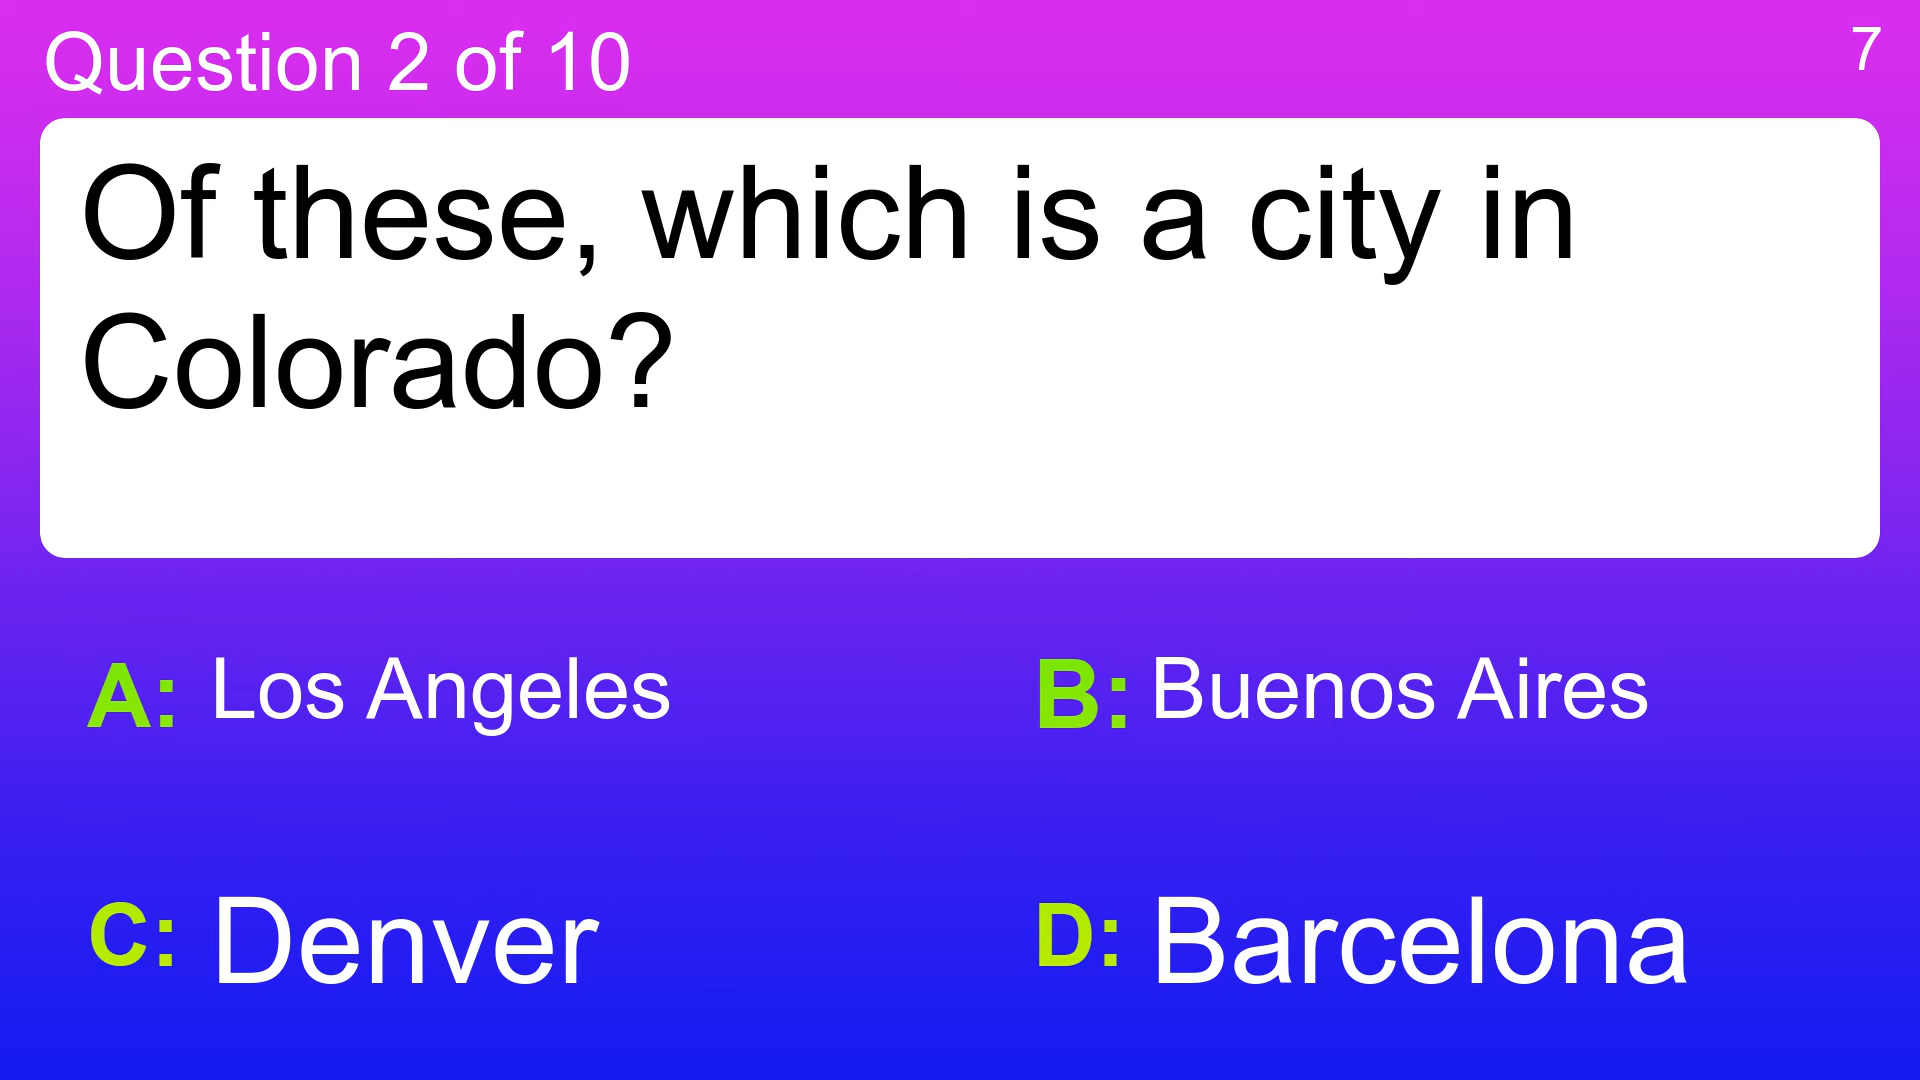 Question 2 of 10
7
Of these, which is a city in
Colorado?
A: Los Angeles
B: Buenos Aires
C: Denver
D: Barcelona